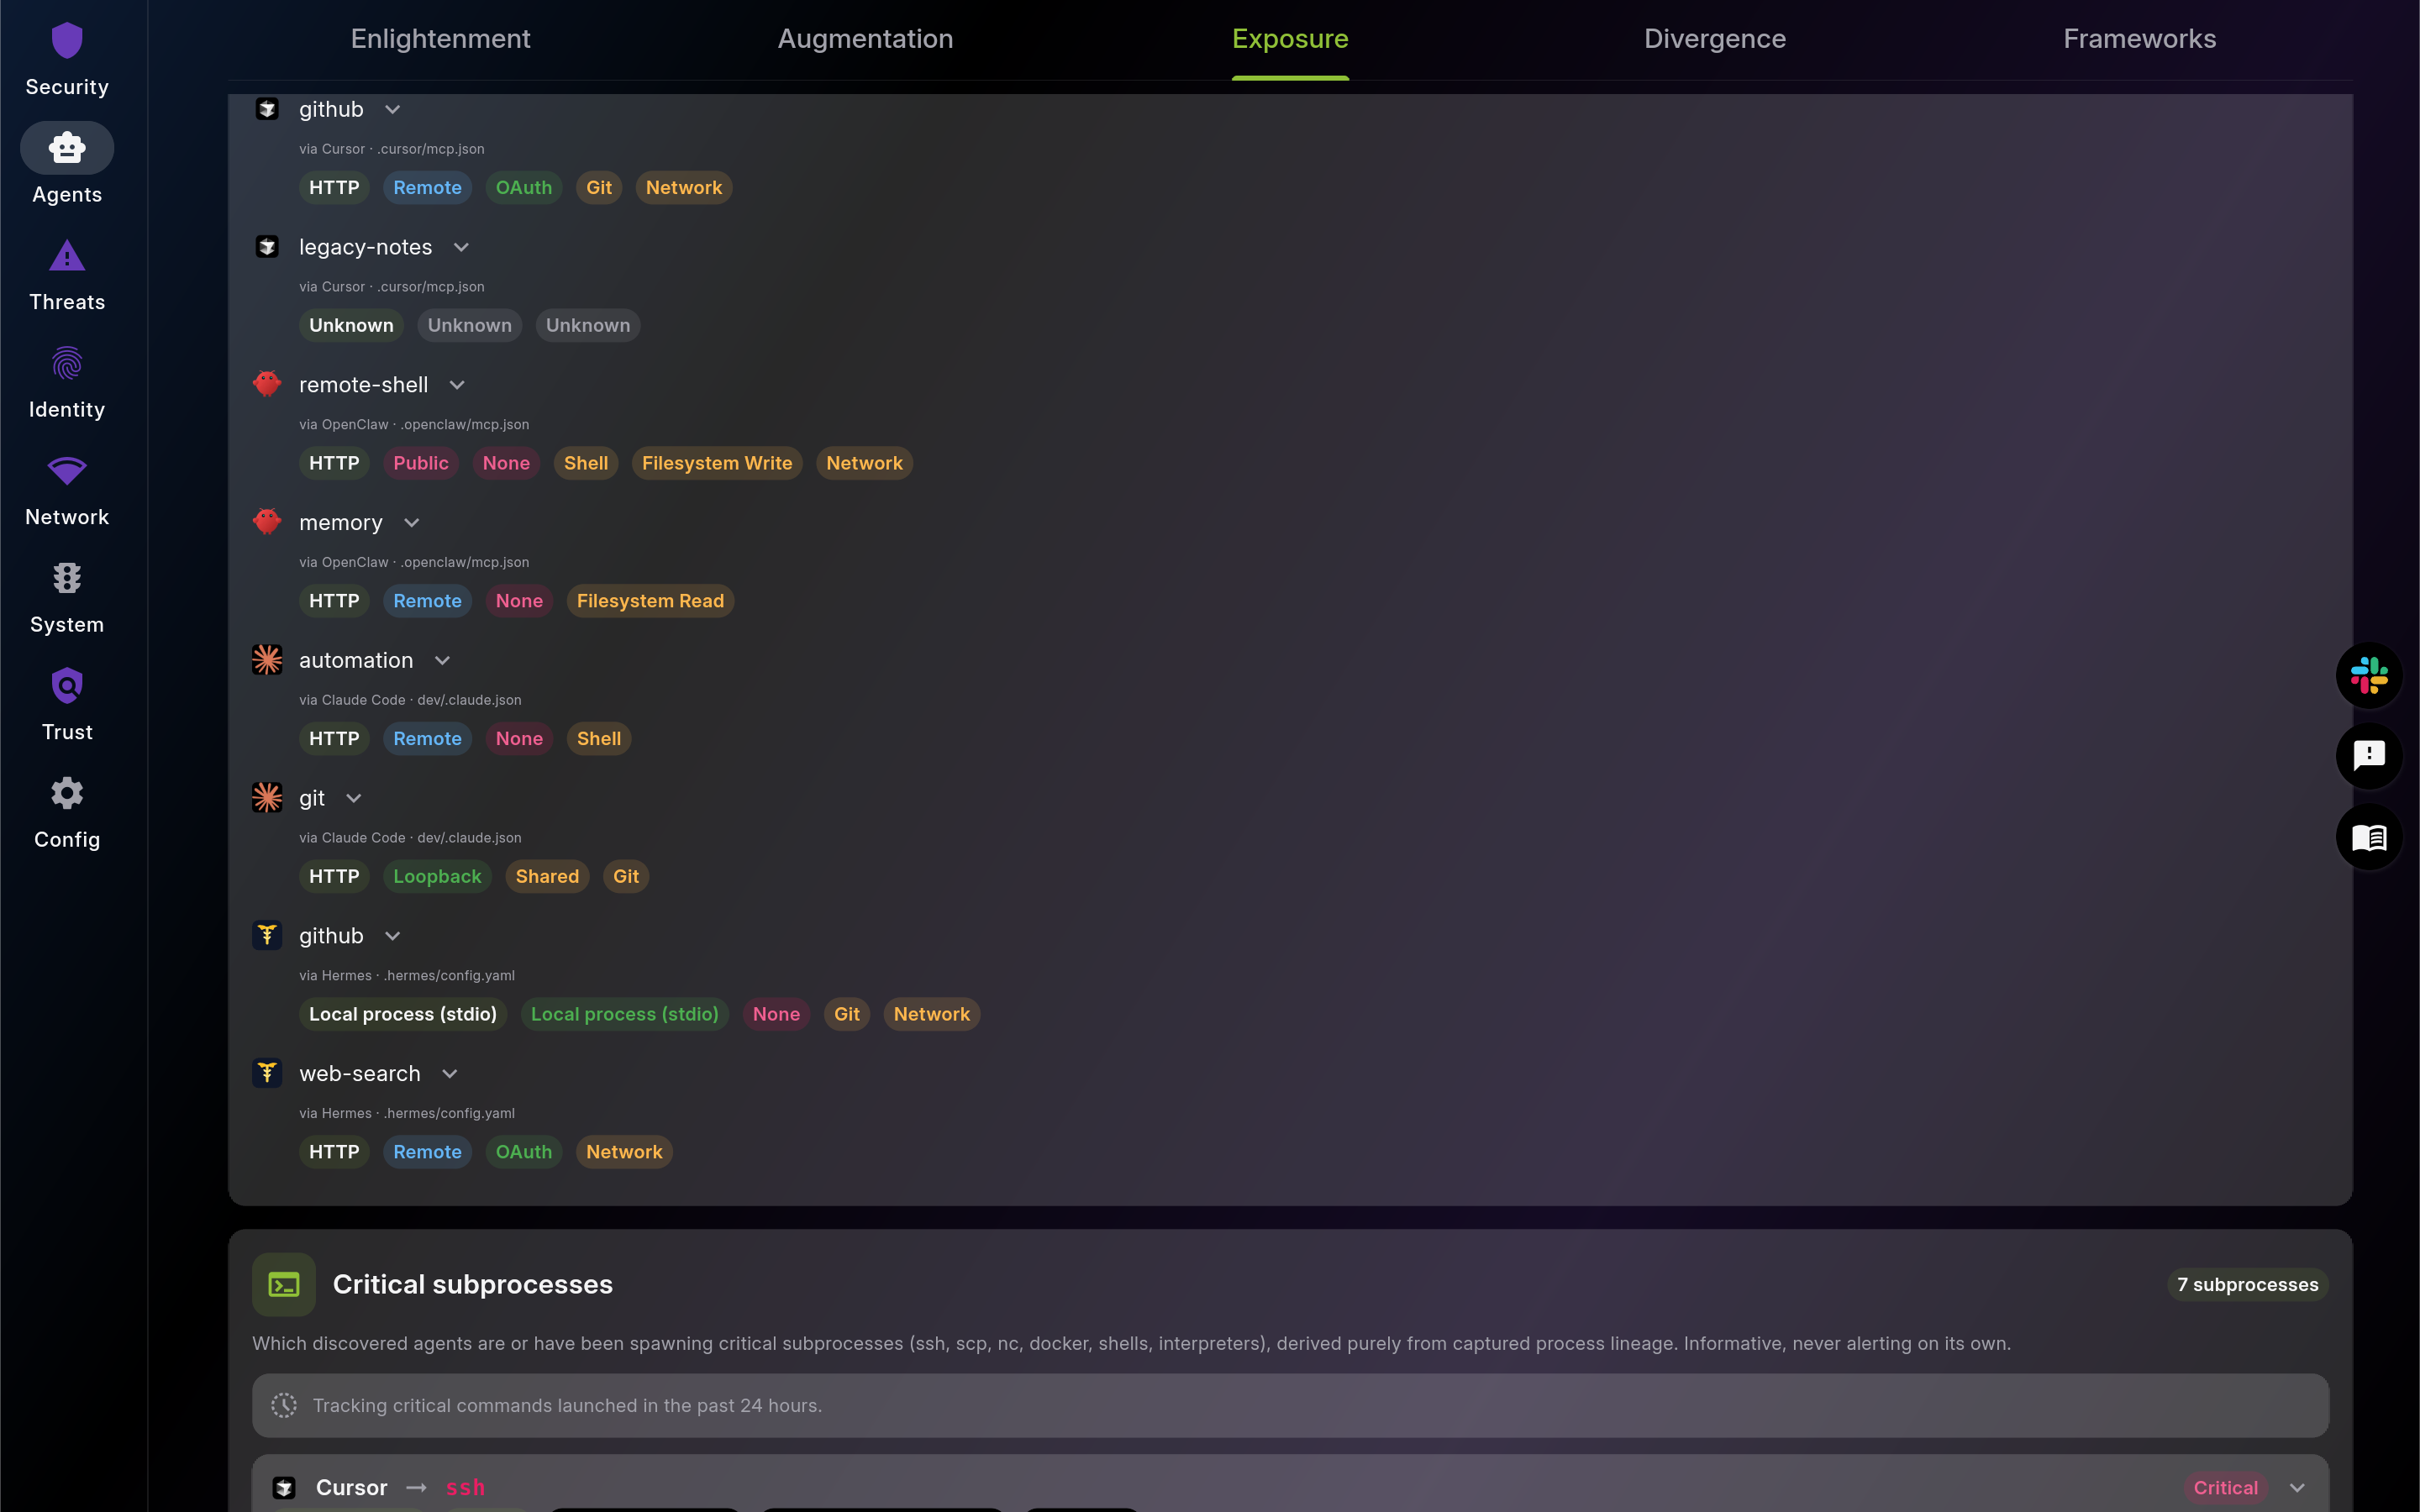 Enlightenment Augmentation Exposure Divergence Frameworks
Security
Agents
Threats
Identity
Network
System
Trust
Config
github
via Cursor · .cursor/mcp.json
HTTP Remote OAuth Git Network
legacy-notes
via Cursor · .cursor/mcp.json
Unknown Unknown Unknown
remote-shell
via OpenClaw · .openclaw/mcp.json
HTTP Public None Shell Filesystem Write Network
memory
via OpenClaw · .openclaw/mcp.json
HTTP Remote None Filesystem Read
automation
via Claude Code · dev/.claude.json
HTTP Remote None Shell
git
via Claude Code · dev/.claude.json
HTTP Loopback Shared Git
github
via Hermes · .hermes/config.yaml
Local process (stdio) Local process (stdio) None Git Network
web-search
via Hermes · .hermes/config.yaml
HTTP Remote OAuth Network
Critical subprocesses 7 subprocesses
Which discovered agents are or have been spawning critical subprocesses (ssh, scp, nc, docker, shells, interpreters), derived purely from captured process lineage. Informative, never alerting on its own.
Tracking critical commands launched in the past 24 hours.
Cursor → ssh Critical